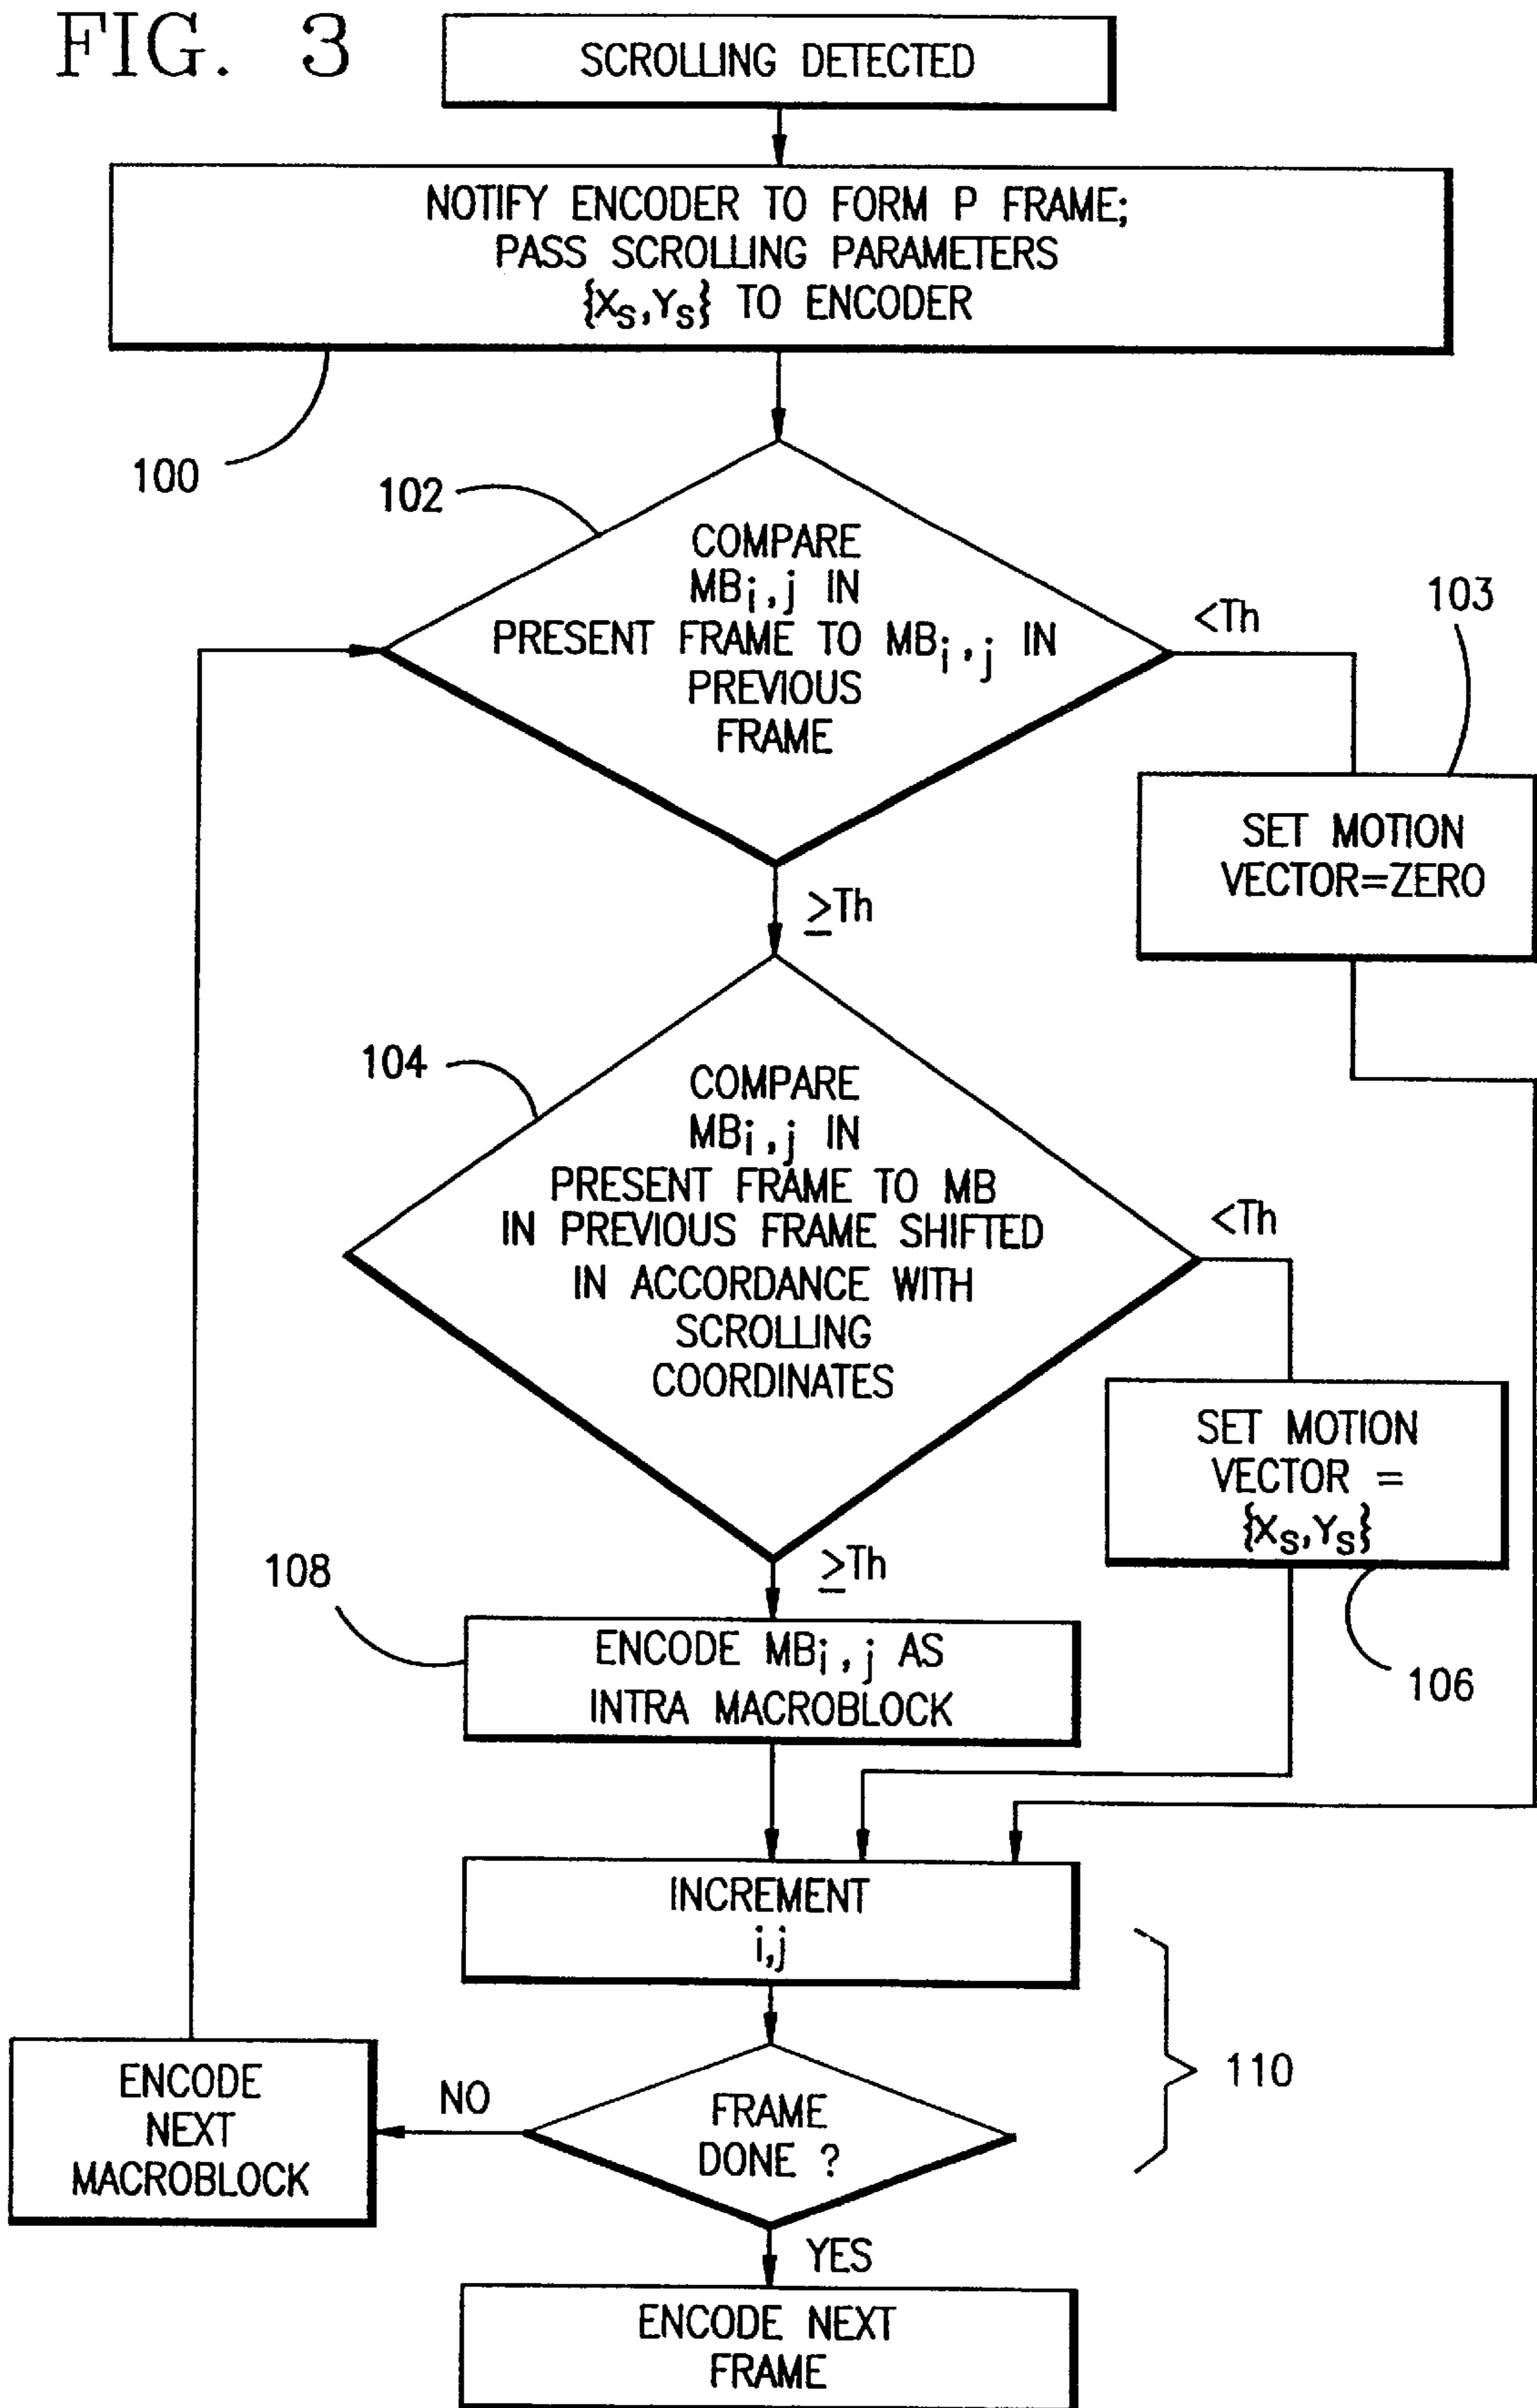 FIG. 3
SCROLLING DETECTED
NOTIFY ENCODER TO FORM P FRAME;
PASS SCROLLING PARAMETERS
{Xs,Ys} TO ENCODER
100
102
COMPARE
MBi,j IN
PRESENT FRAME TO MBi,j IN
PREVIOUS
FRAME
<Th
103
SET MOTION
VECTOR=ZERO
≥Th
104
COMPARE
MBi,j IN
PRESENT FRAME TO MB
IN PREVIOUS FRAME SHIFTED
IN ACCORDANCE WITH
SCROLLING
COORDINATES
<Th
SET MOTION
VECTOR =
{Xs,Ys}
106
≥Th
108
ENCODE MBi,j AS
INTRA MACROBLOCK
INCREMENT
i,j
110
FRAME
DONE ?
NO
ENCODE
NEXT
MACROBLOCK
YES
ENCODE NEXT
FRAME